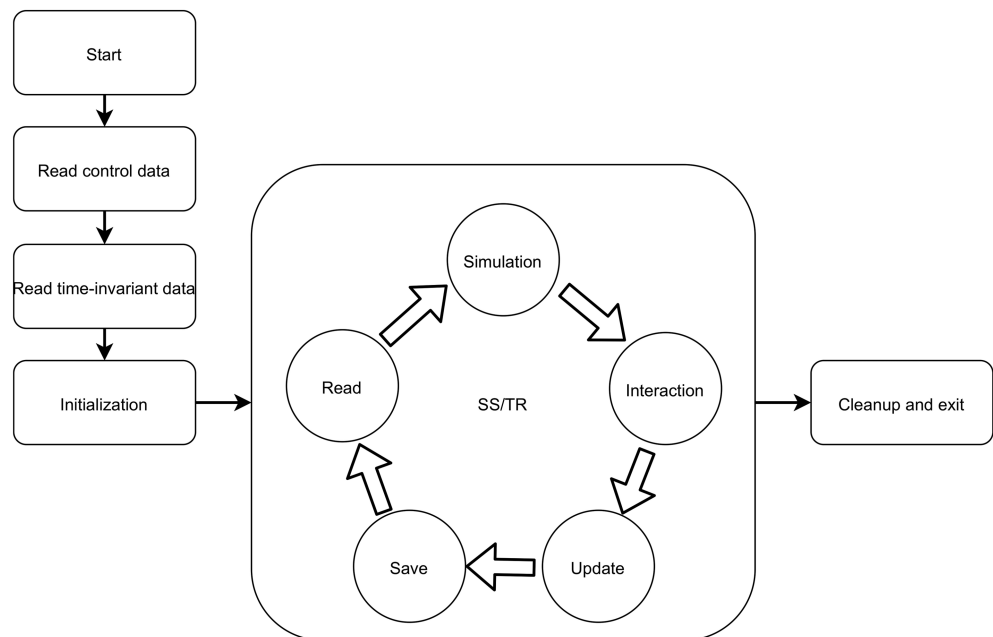 Start
Read control data
Read time-invariant data
Initialization
Simulation
Interaction
Update
Save
Read
SS/TR
Cleanup and exit